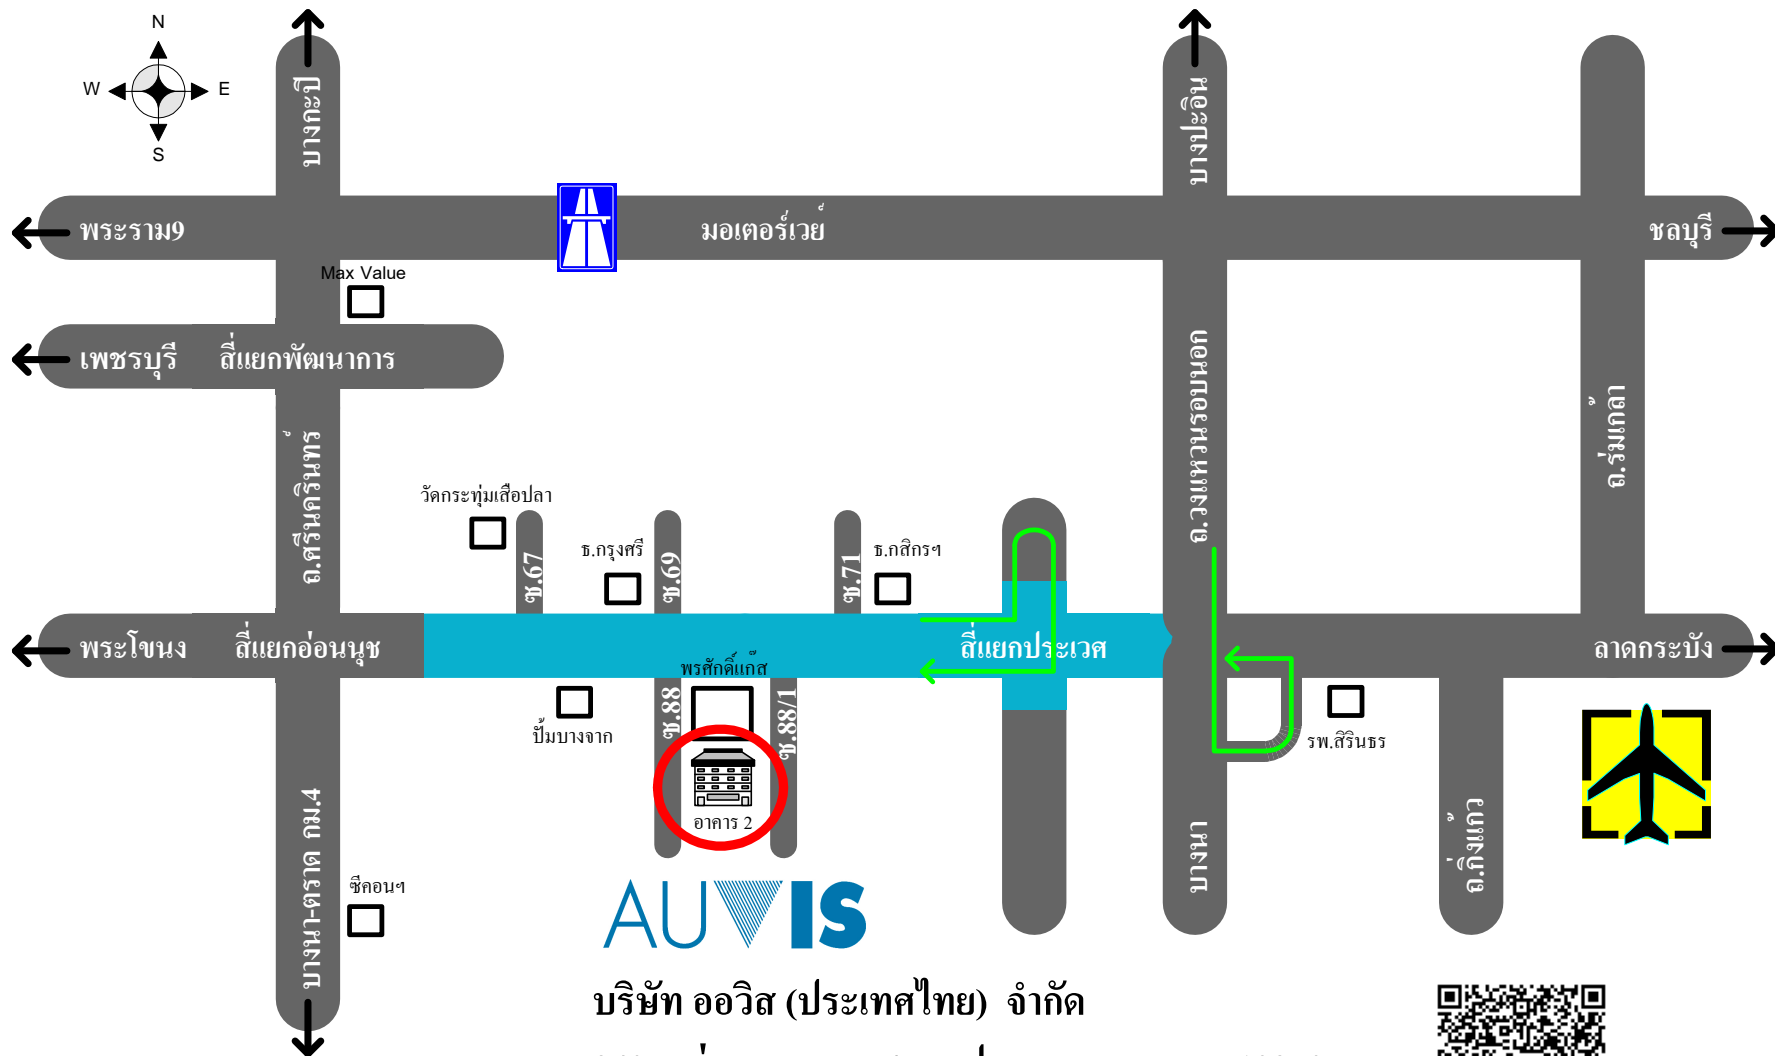 N
W E
S
บางกะปิ
บางปะอิน
พระราม9
มอเตอร์เวย์
ชลบุรี
Max Value
เพชรบุรี
สี่แยกพัฒนาการ
ถ.ศรีนครินทร์
ถ.วงแหวนรอบนอก
ถ.ร่มเกล้า
วัดกระทุ่มเสือปลา
ซ.67
ธ.กรุงศรี
ซ.69
ซ.71
ธ.กสิกรฯ
พระโขนง
สี่แยกอ่อนนุช
สี่แยกประเวศ
ลาดกระบัง
พรศักดิ์แก๊ส
ซ.88
ซ.88/1
ปั้มบางจาก
รพ.สิรินธร
อาคาร 2
บางนา-ตราด กม.4
ซีคอนฯ
บางนา
ถ.กิ่งแก้ว
AUVIS
บริษัท ออวิส (ประเทศไทย) จำกัด